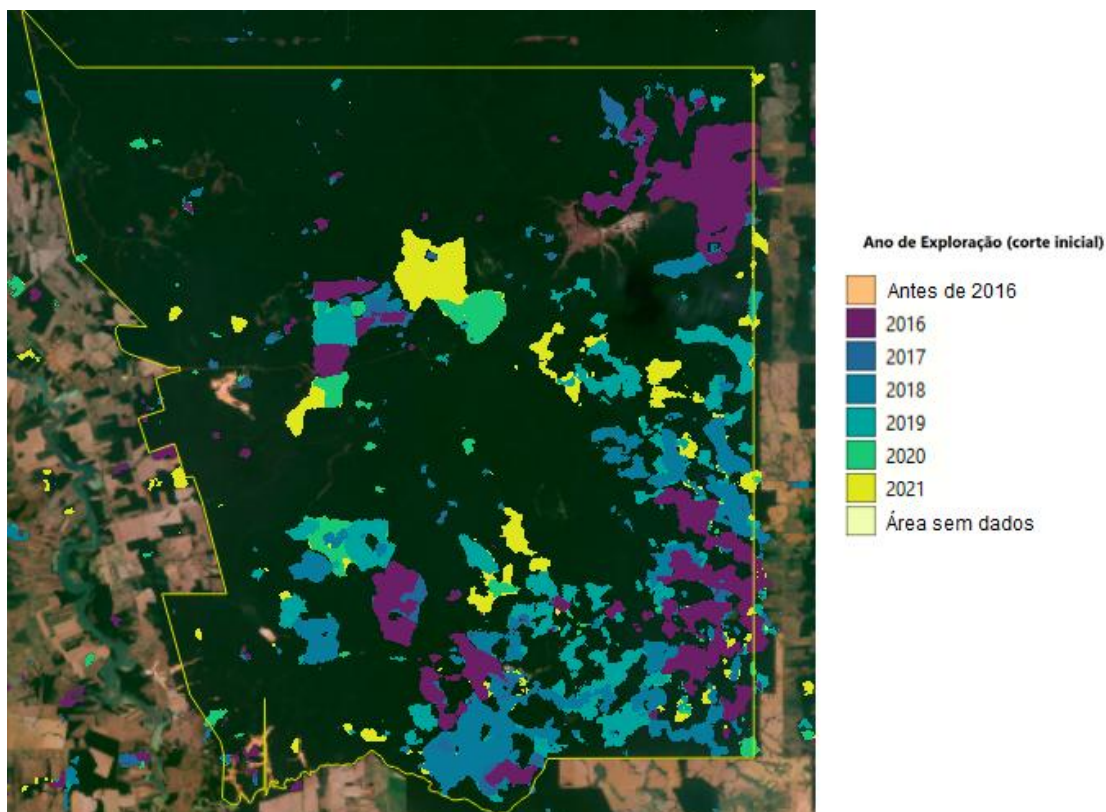 Ano de Exploração (corte inicial)
Antes de 2016
2016
2017
2018
2019
2020
2021
Área sem dados